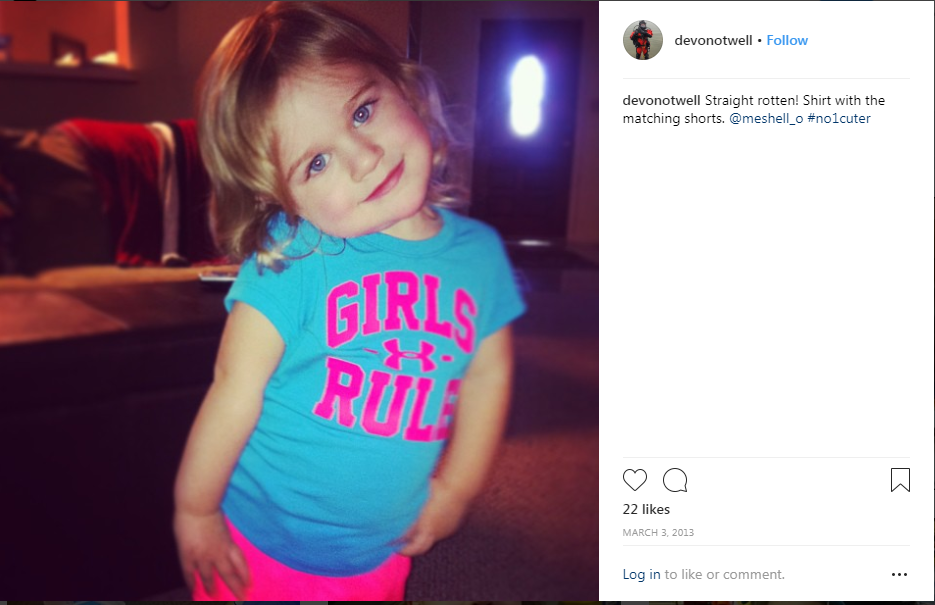 GIRLS
RULE
devonotwell • Follow
devonotwell Straight rotten! Shirt with the
matching shorts. @meshell_o #no1cuter
22 likes
MARCH 3, 2013
Log in to like or comment.